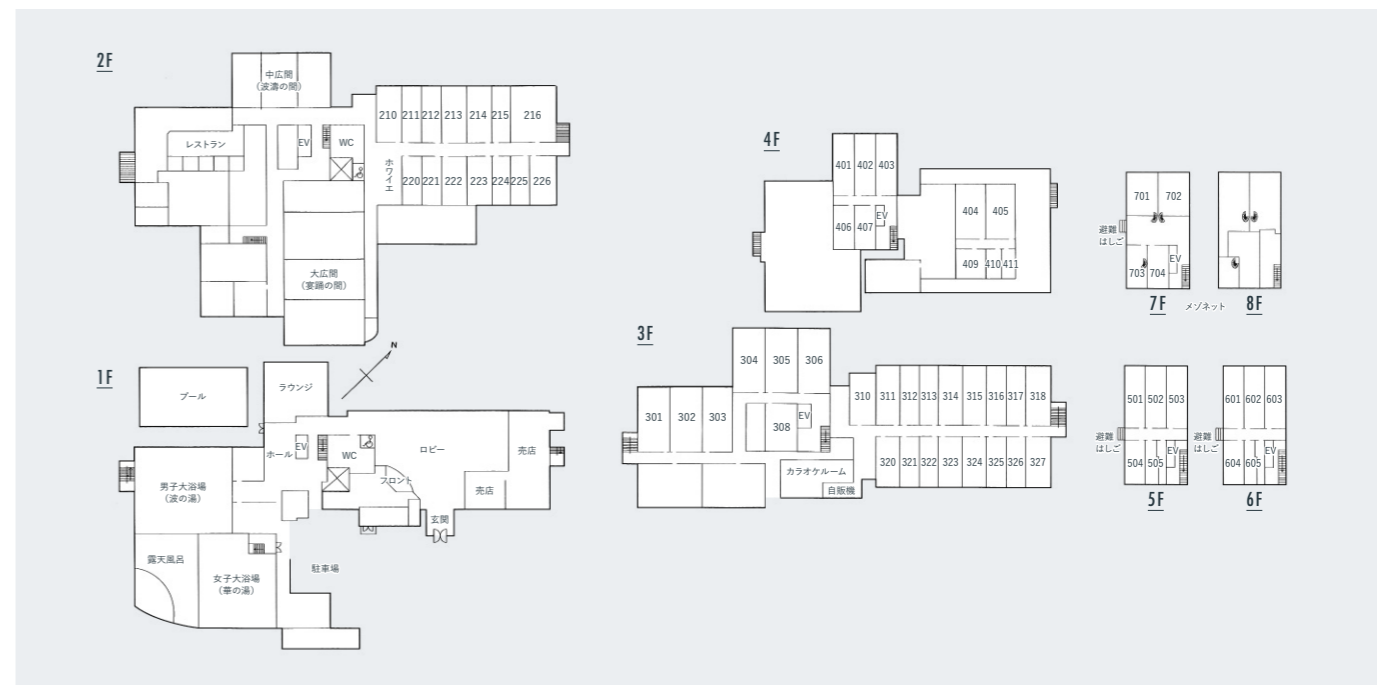 2F
中広間
(波濤の間)
レストラン
EV
WC
210
211
212
213
214
215
216
ホワイエ
220
221
222
223
224
225
226
大広間
(宴踊の間)
1F
N
プール
ラウンジ
ホール
EV
WC
ロビー
売店
フロント
売店
玄関
男子大浴場
(波の湯)
露天風呂
女子大浴場
(華の湯)
駐車場
4F
401
402
403
404
405
406
407
EV
409
410
411
3F
301
302
303
304
305
306
308
EV
310
311
312
313
314
315
316
317
318
320
321
322
323
324
325
326
327
カラオケルーム
自販機
701
702
避難
はしご
703
704
EV
7F
メゾネット
8F
501
502
503
避難
はしご
504
505
EV
5F
601
602
603
避難
はしご
604
605
EV
6F